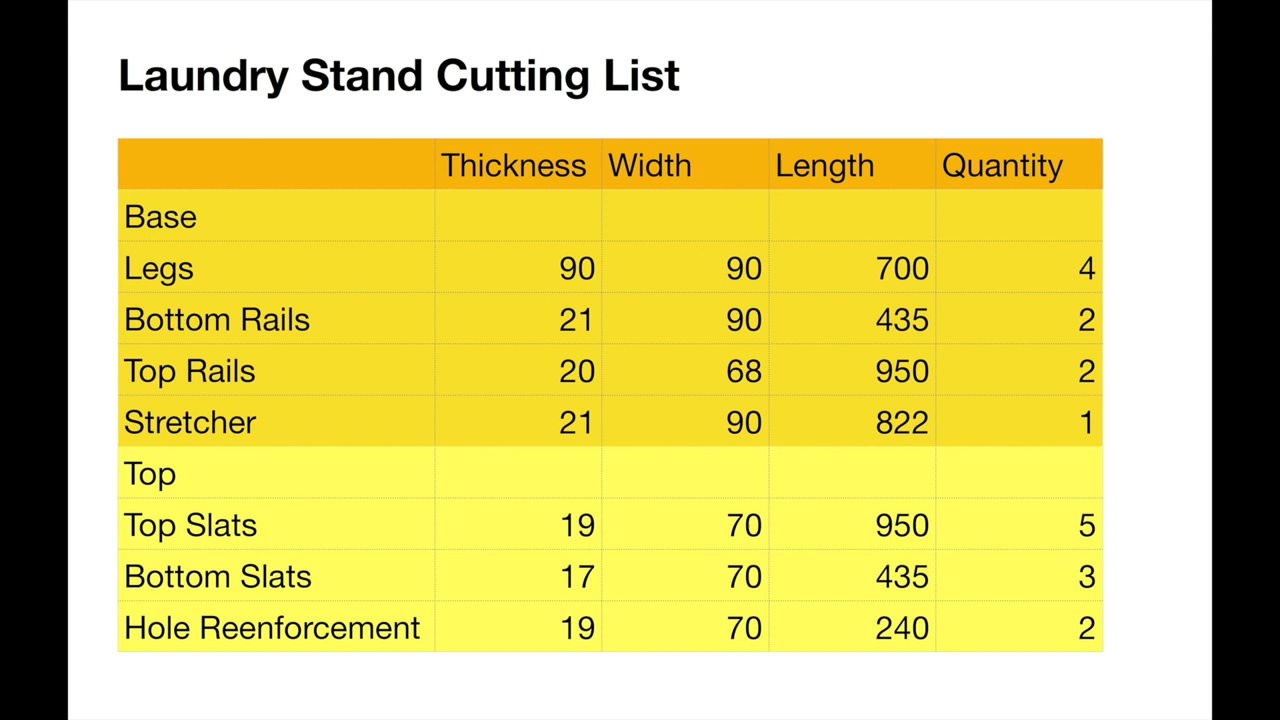 Laundry Stand Cutting List
Thickness Width Length Quantity
Base
Legs 90 90 700 4
Bottom Rails 21 90 435 2
Top Rails 20 68 950 2
Stretcher 21 90 822 1
Top
Top Slats 19 70 950 5
Bottom Slats 17 70 435 3
Hole Reenforcement 19 70 240 2